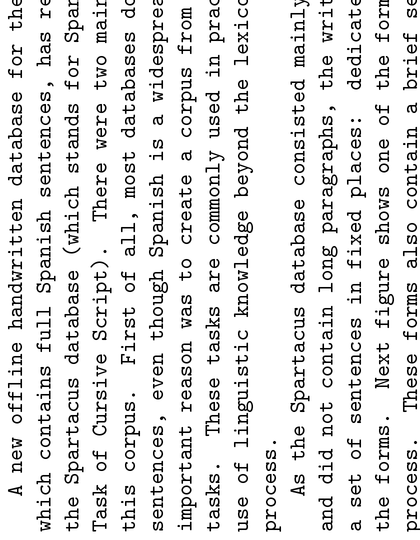 A new offline handwritten database for the
which contains full Spanish sentences, has re
the Spartacus database (which stands for Spar
Task of Cursive Script). There were two main
this corpus. First of all, most databases do
sentences, even though Spanish is a widesprea
important reason was to create a corpus from
tasks. These tasks are commonly used in prac
use of linguistic knowledge beyond the lexico
process.
As the Spartacus database consisted mainly
and did not contain long paragraphs, the writ
a set of sentences in fixed places: dedicate
the forms. Next figure shows one of the form
process. These forms also contain a brief se